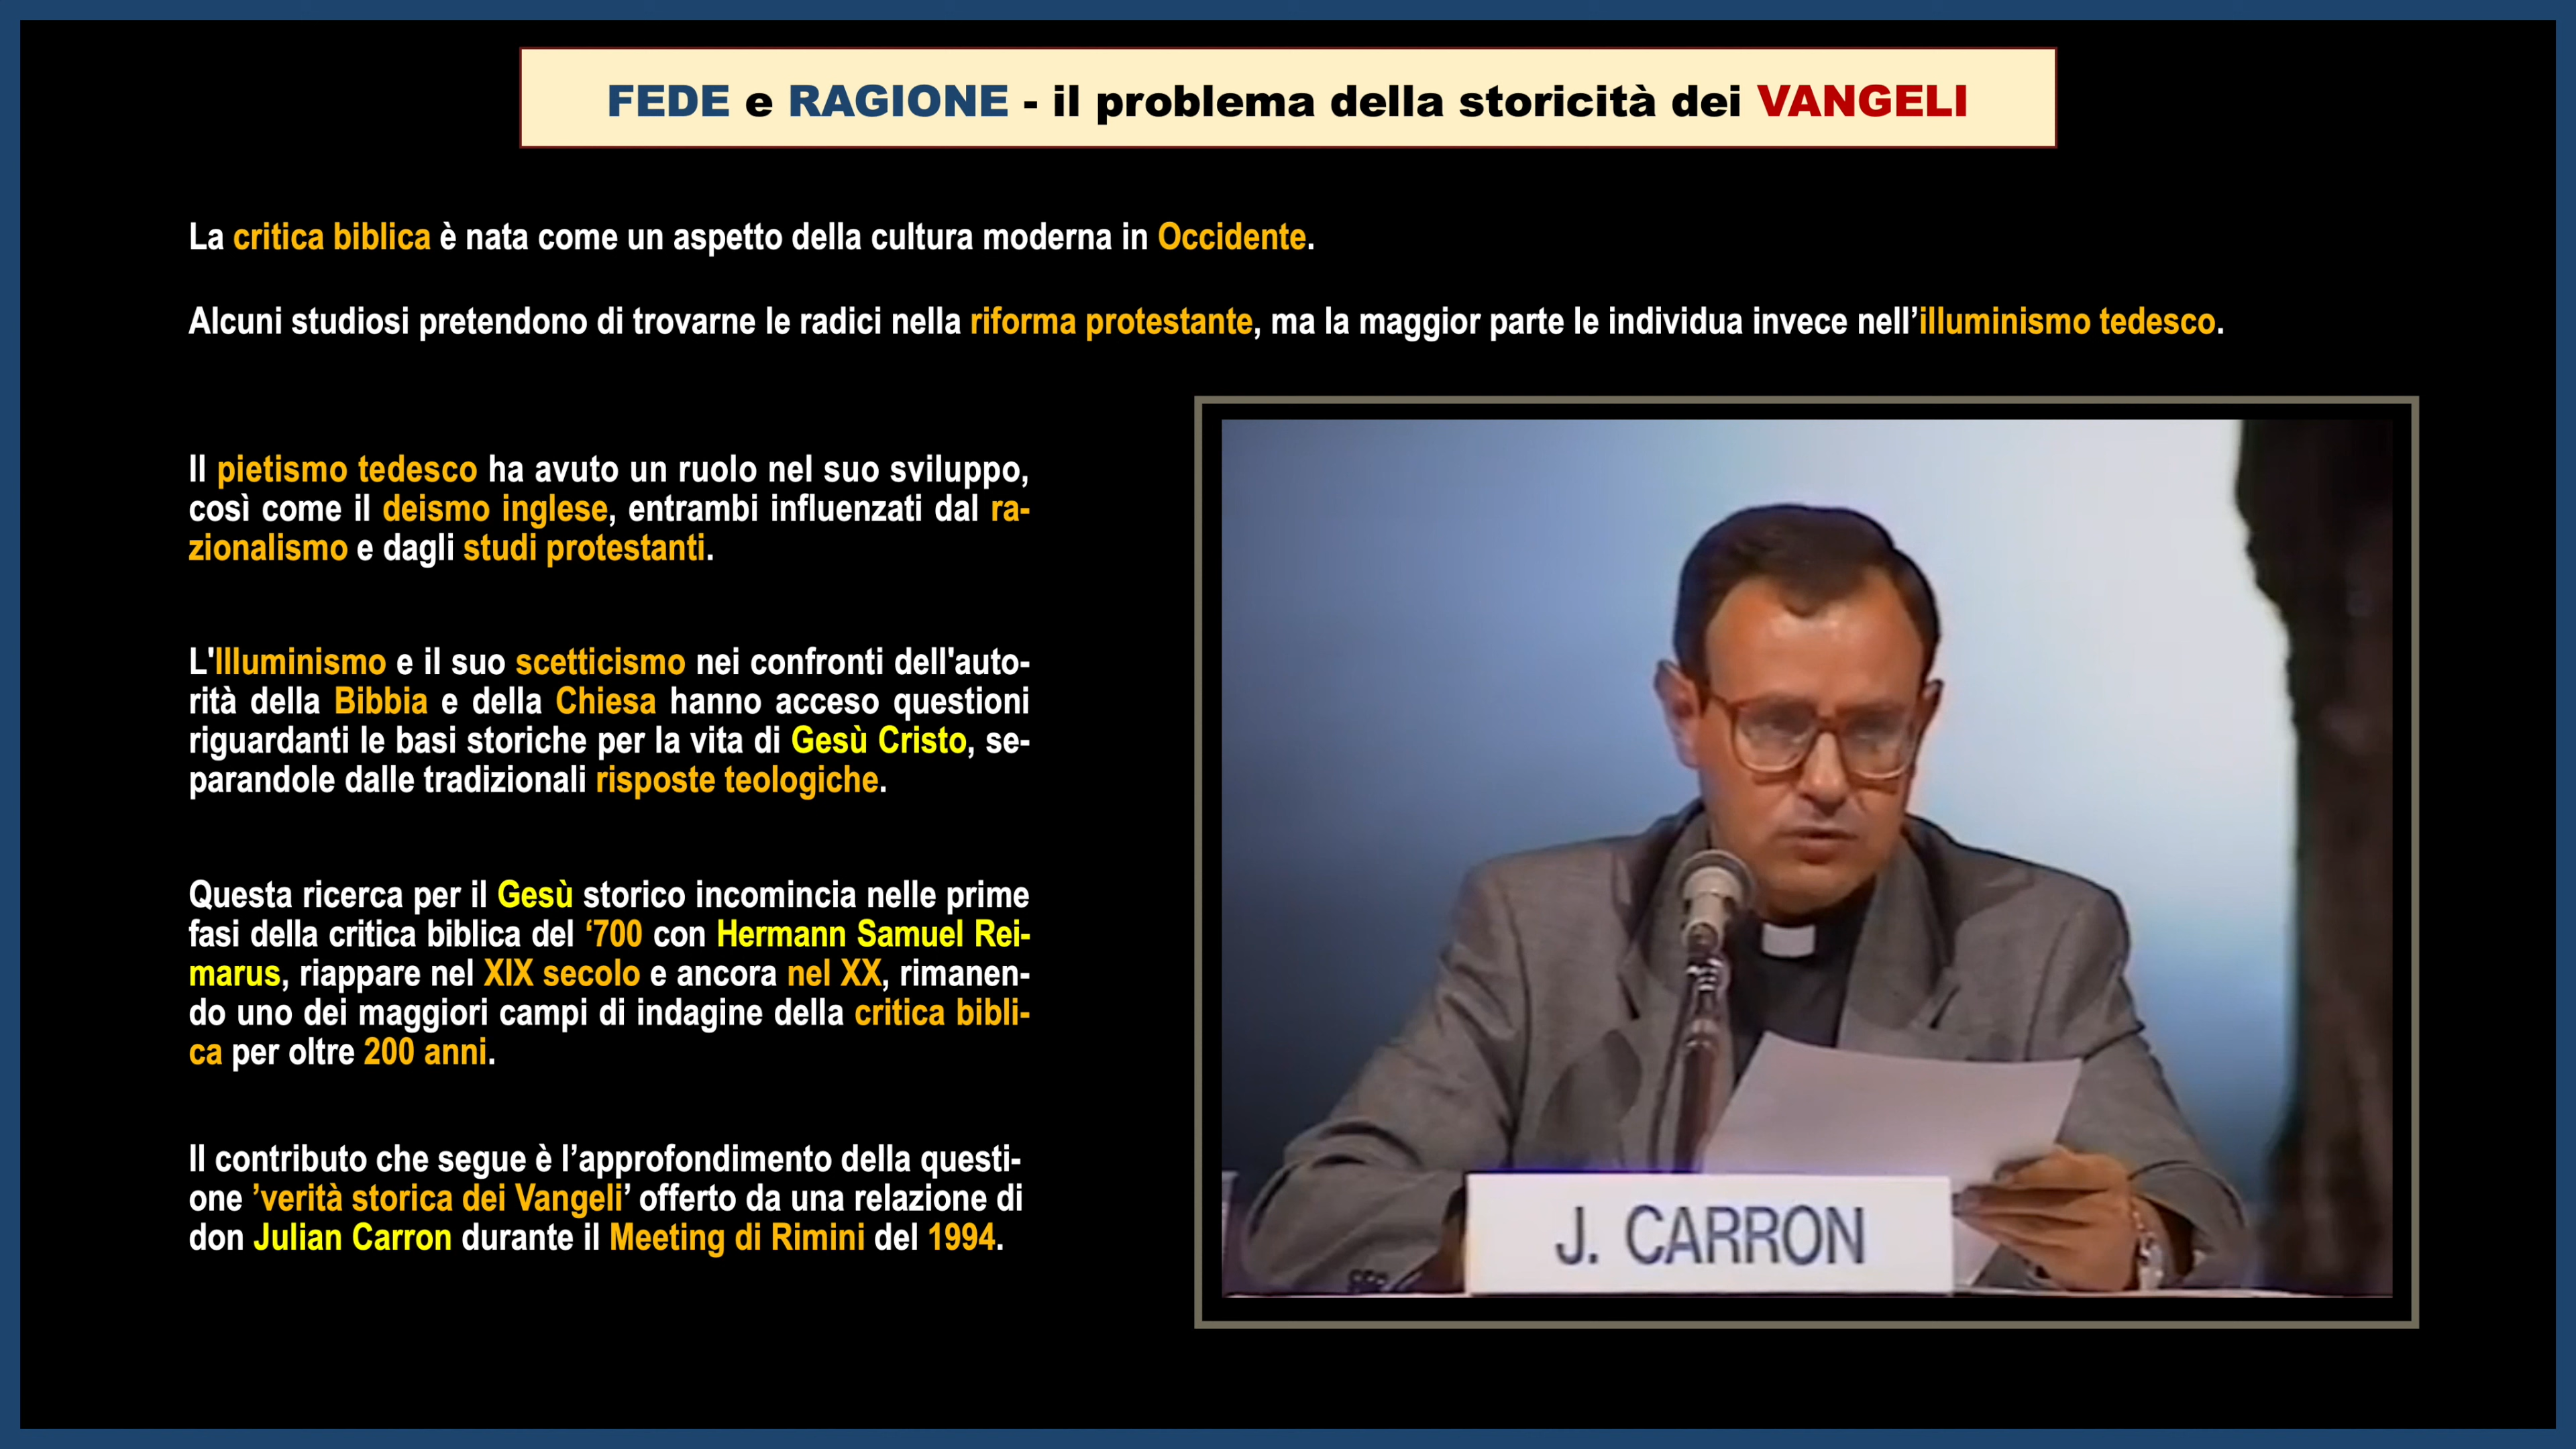 FEDE e RAGIONE - il problema della storicità dei VANGELI
La critica biblica è nata come un aspetto della cultura moderna in Occidente.
Alcuni studiosi pretendono di trovarne le radici nella riforma protestante, ma la maggior parte le individua invece nell’illuminismo tedesco.
Il pietismo tedesco ha avuto un ruolo nel suo sviluppo,
così come il deismo inglese, entrambi influenzati dal ra-
zionalismo e dagli studi protestanti.
L'Illuminismo e il suo scetticismo nei confronti dell'auto-
rità della Bibbia e della Chiesa hanno acceso questioni
riguardanti le basi storiche per la vita di Gesù Cristo, se-
parandole dalle tradizionali risposte teologiche.
Questa ricerca per il Gesù storico incomincia nelle prime
fasi della critica biblica del ‘700 con Hermann Samuel Rei-
marus, riappare nel XIX secolo e ancora nel XX, rimanen-
do uno dei maggiori campi di indagine della critica bibli-
ca per oltre 200 anni.
Il contributo che segue è l’approfondimento della questi-
one ’verità storica dei Vangeli’ offerto da una relazione di
don Julian Carron durante il Meeting di Rimini del 1994.
J. CARRON